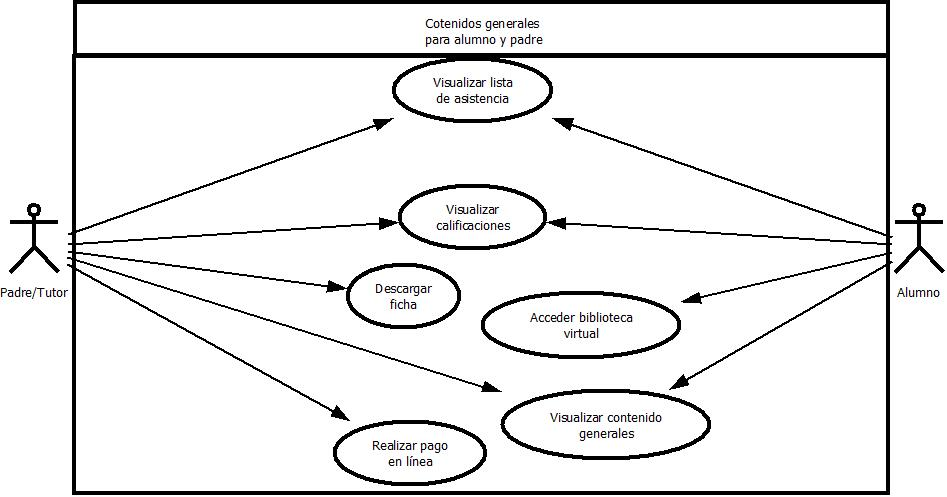 Cotenidos generales
para alumno y padre
Visualizar lista
de asistencia
Visualizar
calificaciones
Padre/Tutor
Alumno
Descargar
ficha
Acceder biblioteca
virtual
Visualizar contenido
generales
Realizar pago
en línea